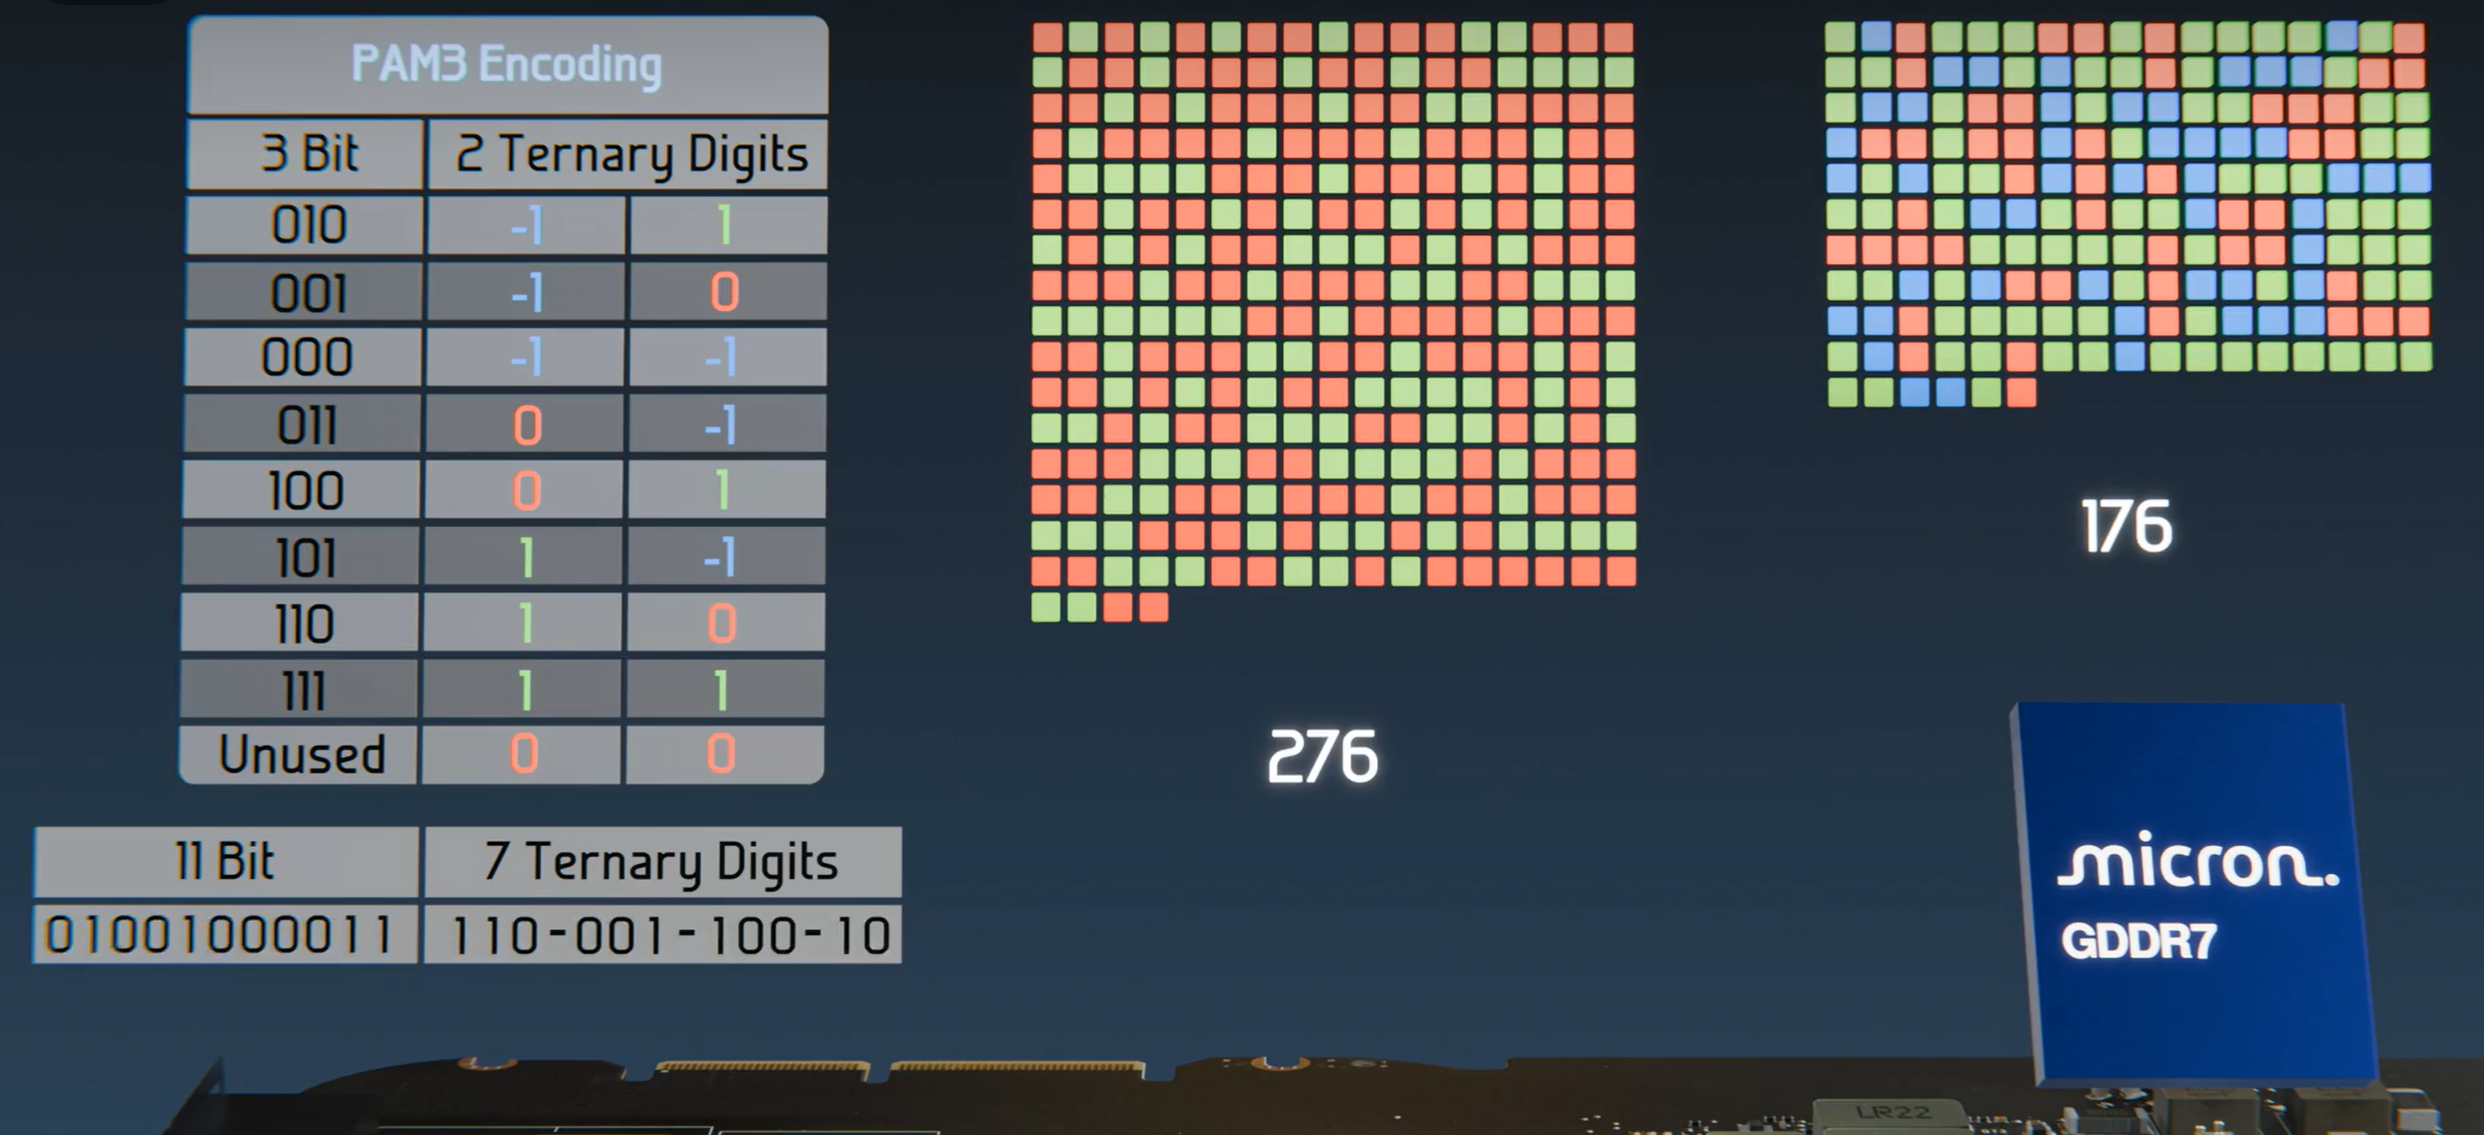 PAM3 Encoding
3 Bit 2 Ternary Digits
010 -1 1
001 -1 0
000 -1 -1
011 0 -1
100 0 1
101 1 -1
110 1 0
111 1 1
Unused 0 0
11 Bit 7 Ternary Digits
01001000011 110-001-100-10
276
176
micron.
GDDR7
LR22